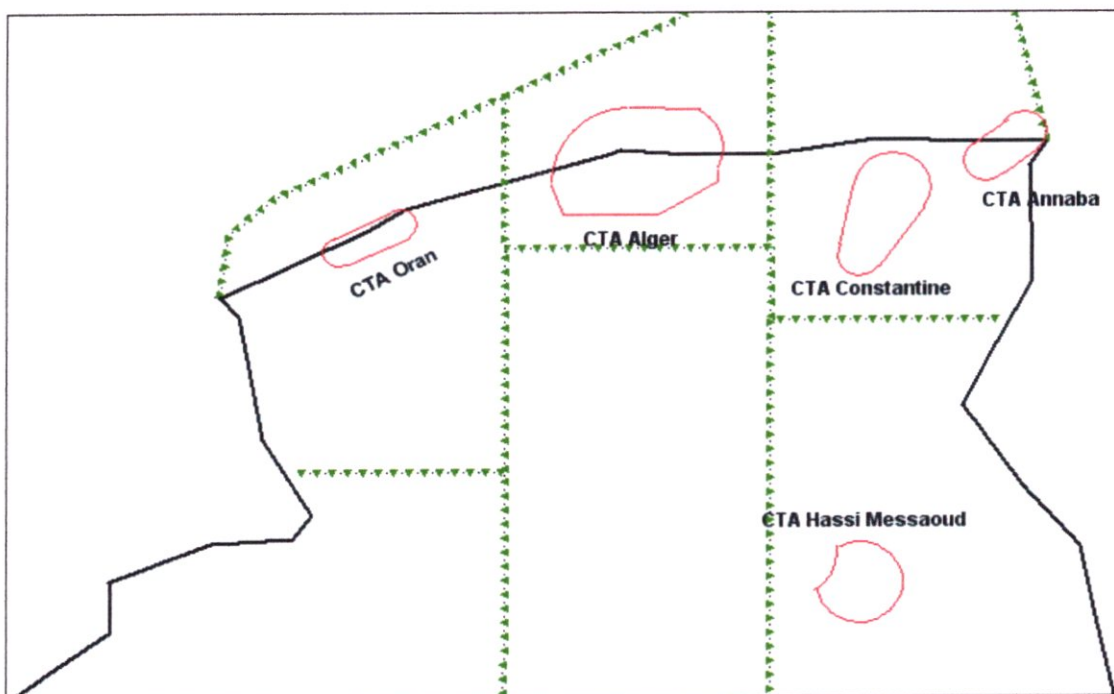 CTA Annaba
CTA Alger
CTA Oran
CTA Constantine
CTA Hassi Messaoud